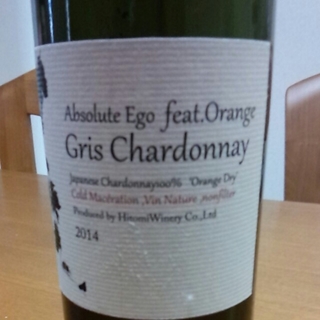 Absolute Ego feat.Orange
Gris Chardonnay
Japanese Chardonnay100% "Orange Dry"
Cold Macération ,Vin Nature ,nonfilter
Produced by HitomiWinery Co.,Ltd
2014